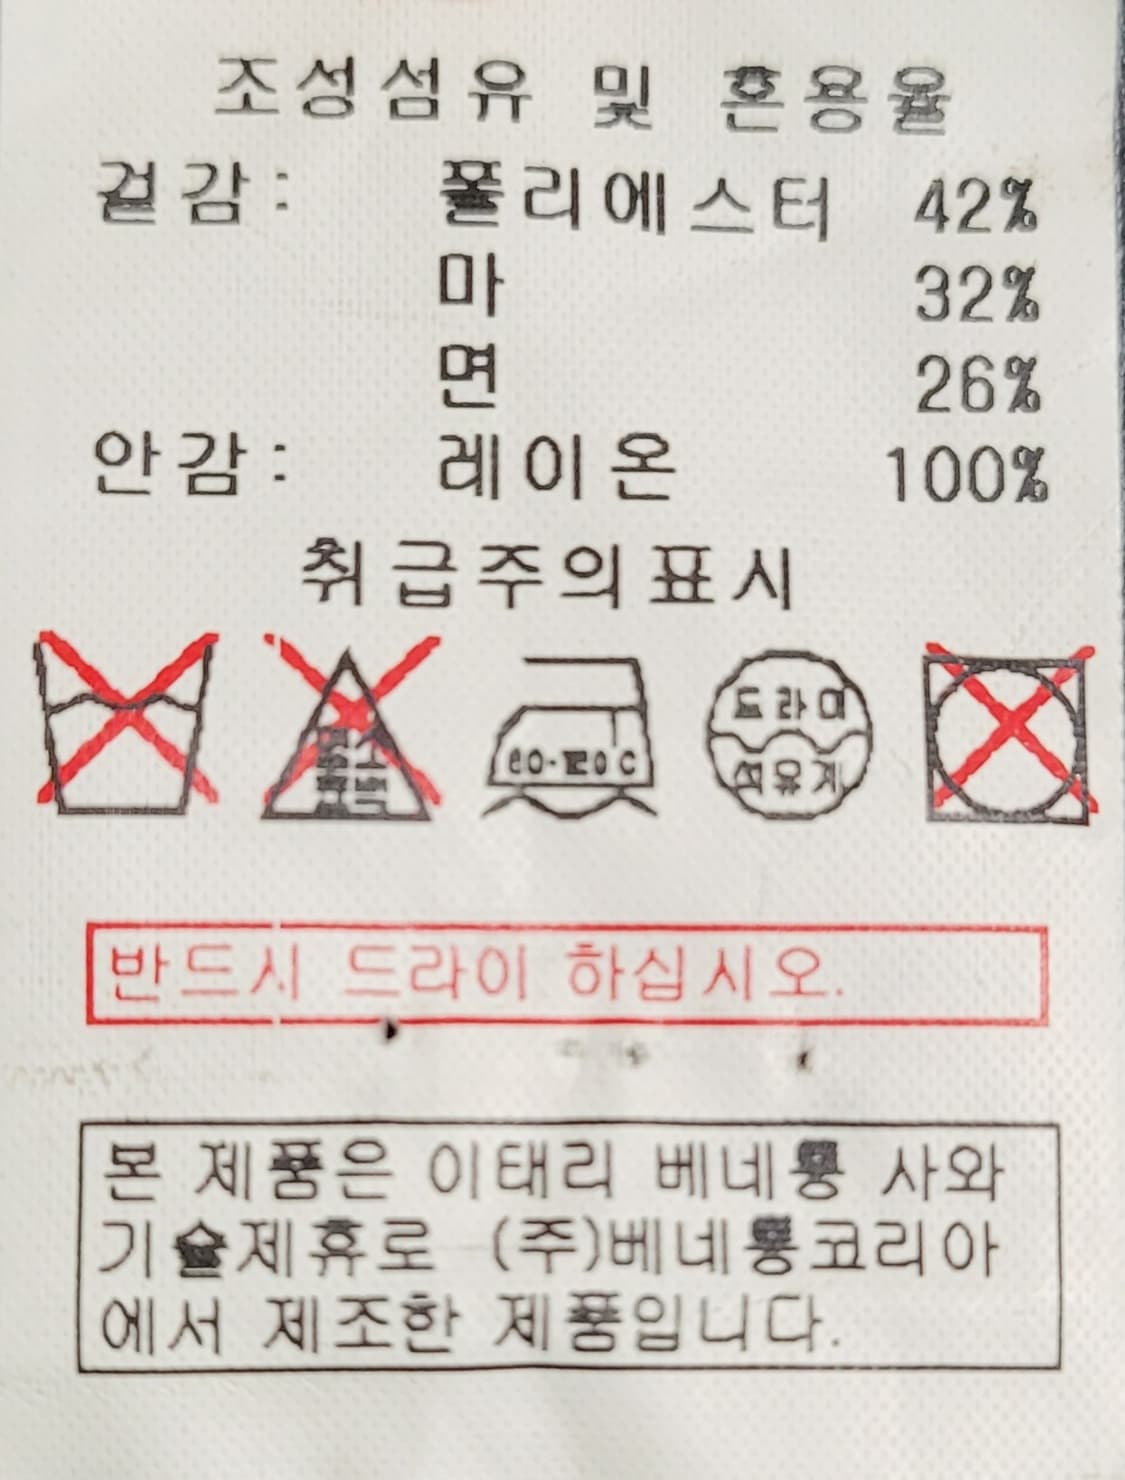 조성섬유 및 혼용율
겉감: 폴리에스터 42%
마 32%
면 26%
안감: 레이온 100%
취급주의표시
드라이
석유계
반드시 드라이 하십시오.
본 제품은 이태리 베네통 사와
기술제휴로 (주)베네통코리아
에서 제조한 제품입니다.